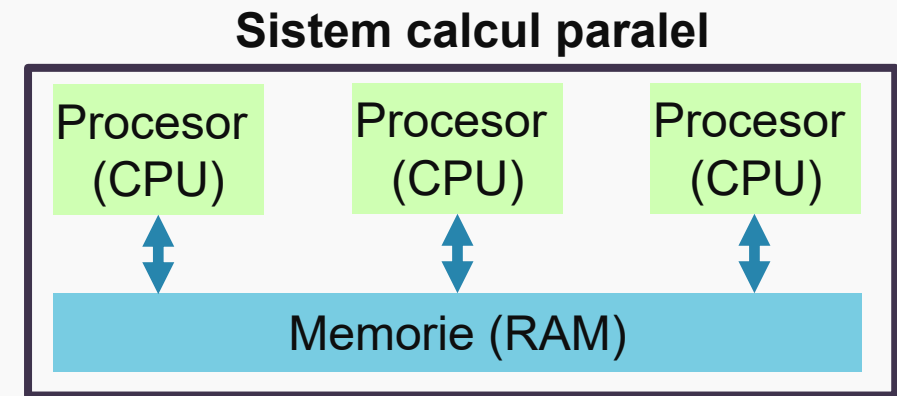 Sistem calcul paralel
Procesor
(CPU)
Procesor
(CPU)
Procesor
(CPU)
Memorie (RAM)